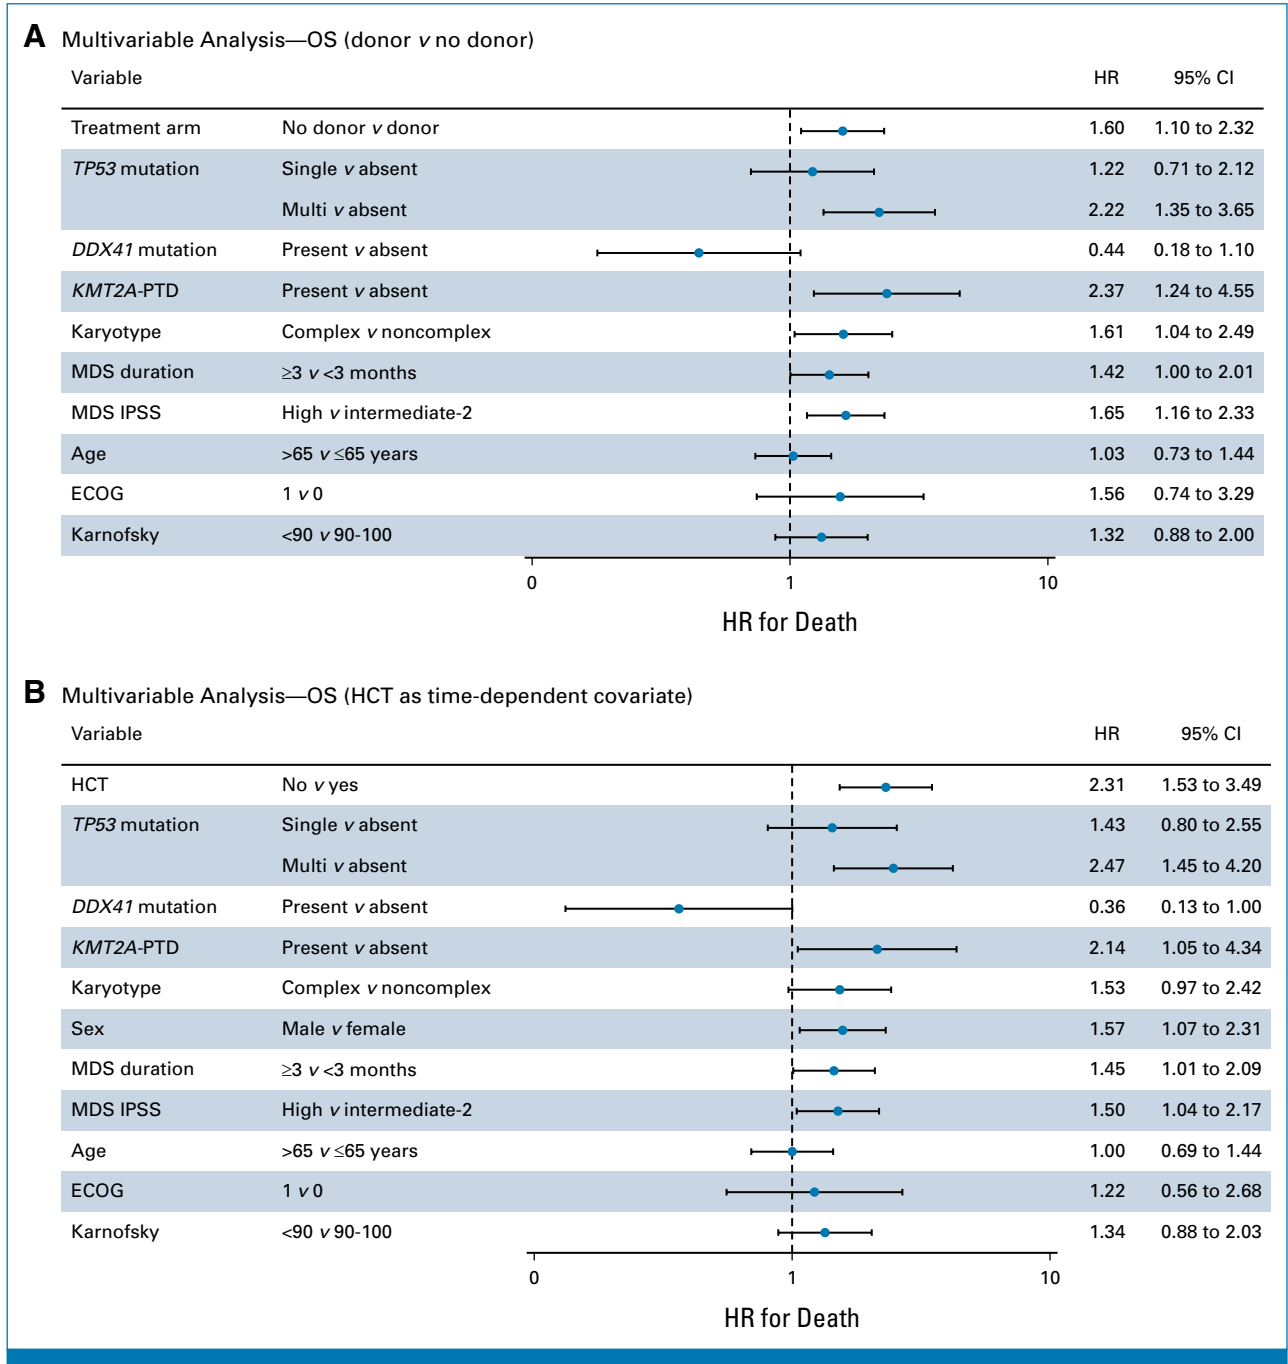 A Multivariable Analysis—OS (donor v no donor)
Variable HR 95% CI
Treatment arm No donor v donor 1.60 1.10 to 2.32
TP53 mutation Single v absent 1.22 0.71 to 2.12
Multi v absent 2.22 1.35 to 3.65
DDX41 mutation Present v absent 0.44 0.18 to 1.10
KMT2A-PTD Present v absent 2.37 1.24 to 4.55
Karyotype Complex v noncomplex 1.61 1.04 to 2.49
MDS duration ≥3 v <3 months 1.42 1.00 to 2.01
MDS IPSS High v intermediate-2 1.65 1.16 to 2.33
Age >65 v ≤65 years 1.03 0.73 to 1.44
ECOG 1 v 0 1.56 0.74 to 3.29
Karnofsky <90 v 90-100 1.32 0.88 to 2.00
0 1 10
HR for Death
B Multivariable Analysis—OS (HCT as time-dependent covariate)
Variable HR 95% CI
HCT No v yes 2.31 1.53 to 3.49
TP53 mutation Single v absent 1.43 0.80 to 2.55
Multi v absent 2.47 1.45 to 4.20
DDX41 mutation Present v absent 0.36 0.13 to 1.00
KMT2A-PTD Present v absent 2.14 1.05 to 4.34
Karyotype Complex v noncomplex 1.53 0.97 to 2.42
Sex Male v female 1.57 1.07 to 2.31
MDS duration ≥3 v <3 months 1.45 1.01 to 2.09
MDS IPSS High v intermediate-2 1.50 1.04 to 2.17
Age >65 v ≤65 years 1.00 0.69 to 1.44
ECOG 1 v 0 1.22 0.56 to 2.68
Karnofsky <90 v 90-100 1.34 0.88 to 2.03
0 1 10
HR for Death